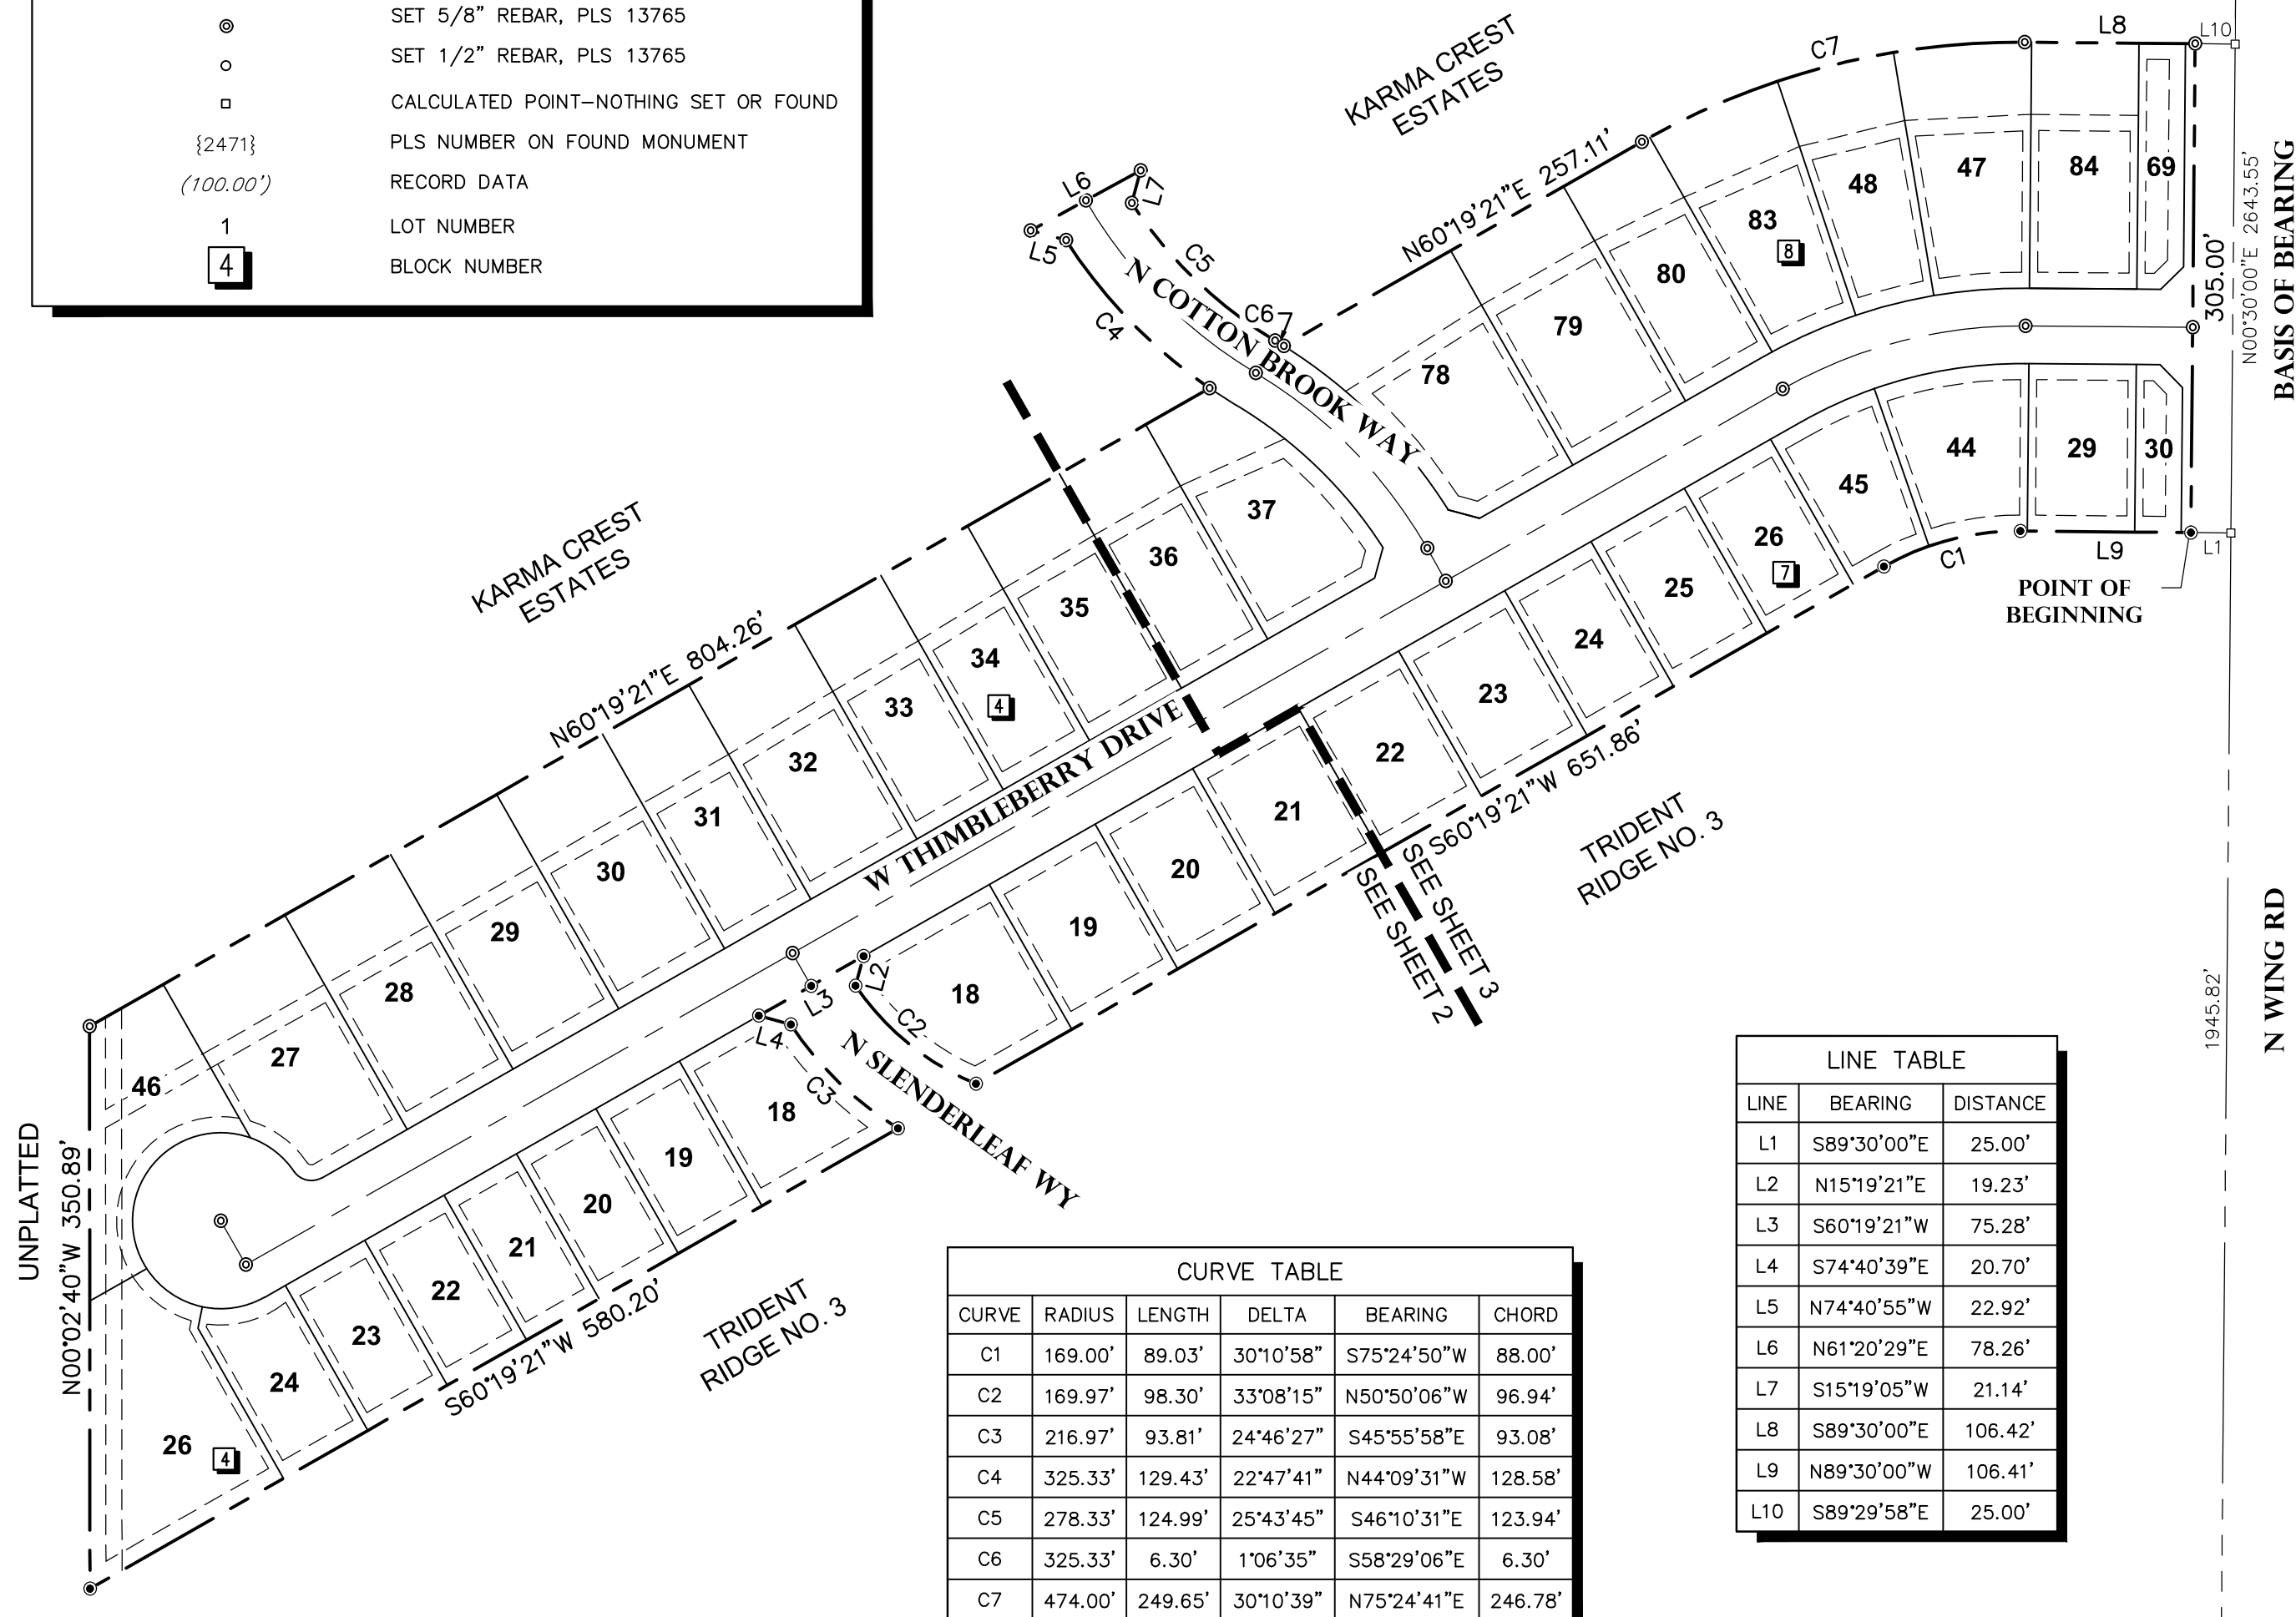 SET 5/8" REBAR, PLS 13765
SET 1/2" REBAR, PLS 13765
CALCULATED POINT–NOTHING SET OR FOUND
{2471} PLS NUMBER ON FOUND MONUMENT
(100.00') RECORD DATA
1 LOT NUMBER
4 BLOCK NUMBER
KARMA CREST
ESTATES
C7
L8
L10
L6
L7
L5
C5
C4
C6
N COTTON BROOK WAY
N60°19'21"E 257.11'
78
79
80
83
8
48
47
84
69
305.00'
N00°30'00"E 2643.55'
BASIS OF BEARING
37
36
35
34
4
33
32
31
30
29
28
27
46
KARMA CREST
ESTATES
N60°19'21"E 804.26'
W THIMBLEBERRY DRIVE
22
23
24
25
26
7
45
44
29
30
C1
L9
L1
POINT OF
BEGINNING
S60°19'21"W 651.86'
TRIDENT
RIDGE NO. 3
SEE SHEET 3
SEE SHEET 2
21
20
19
18
L2
L3
L4
C2
C3
N SLENDERLEAF WY
18
19
20
21
22
23
24
26
4
UNPLATTED
N00°02'40"W 350.89'
S60°19'21"W 580.20'
TRIDENT
RIDGE NO. 3
1945.82'
N WING RD
LINE TABLE
LINE BEARING DISTANCE
L1 S89°30'00"E 25.00'
L2 N15°19'21"E 19.23'
L3 S60°19'21"W 75.28'
L4 S74°40'39"E 20.70'
L5 N74°40'55"W 22.92'
L6 N61°20'29"E 78.26'
L7 S15°19'05"W 21.14'
L8 S89°30'00"E 106.42'
L9 N89°30'00"W 106.41'
L10 S89°29'58"E 25.00'
CURVE TABLE
CURVE RADIUS LENGTH DELTA BEARING CHORD
C1 169.00' 89.03' 30°10'58" S75°24'50"W 88.00'
C2 169.97' 98.30' 33°08'15" N50°50'06"W 96.94'
C3 216.97' 93.81' 24°46'27" S45°55'58"E 93.08'
C4 325.33' 129.43' 22°47'41" N44°09'31"W 128.58'
C5 278.33' 124.99' 25°43'45" S46°10'31"E 123.94'
C6 325.33' 6.30' 1°06'35" S58°29'06"E 6.30'
C7 474.00' 249.65' 30°10'39" N75°24'41"E 246.78'